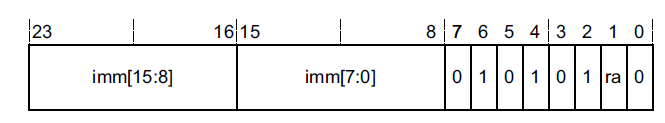 23 16 15 8 7 6 5 4 3 2 1 0
imm[15:8] imm[7:0] 0 1 0 1 0 1 ra 0